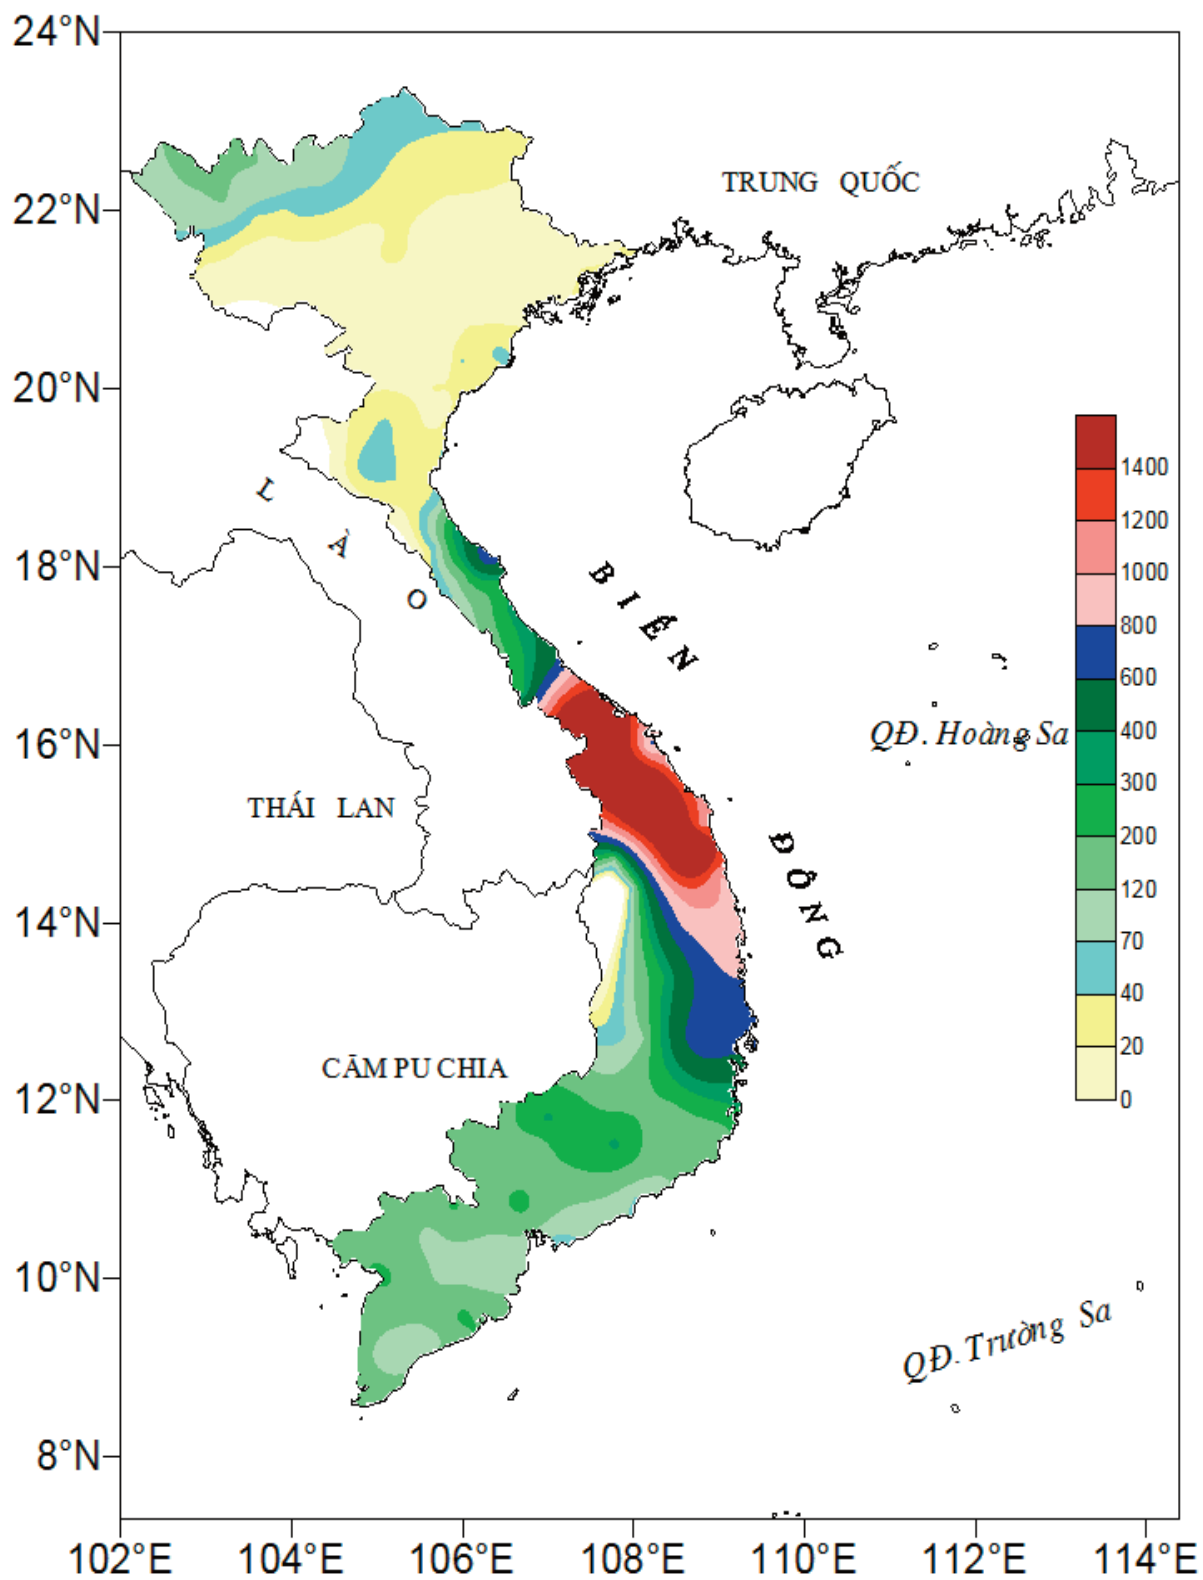 24°N
22°N
20°N
18°N
16°N
14°N
12°N
10°N
8°N
TRUNG QUỐC
L À O
BIỂN
ĐÔNG
QĐ. Hoàng Sa
THÁI LAN
CĂM PU CHIA
QĐ. Trường Sa
1400
1200
1000
800
600
400
300
200
120
70
40
20
0
102°E 104°E 106°E 108°E 110°E 112°E 114°E